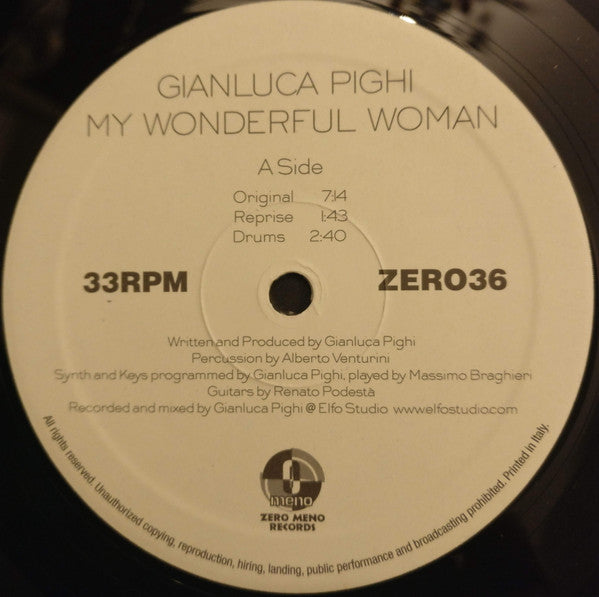 GIANLUCA PIGHI
MY WONDERFUL WOMAN
A Side
Original 7:14
Reprise 1:43
Drums 2:40
33RPM ZERO36
Written and Produced by Gianluca Pighi
Percussion by Alberto Venturini
Synth and Keys programmed by Gianluca Pighi, played by Massimo Braghieri
Guitars by Renato Podestà
Recorded and mixed by Gianluca Pighi @ Elfo Studio www.elfostudio.com
0
meno
ZERO MENO
RECORDS
All rights reserved. Unauthorized copying, reproduction, hiring, landing, public performance and broadcasting prohibited. Printed in Italy.